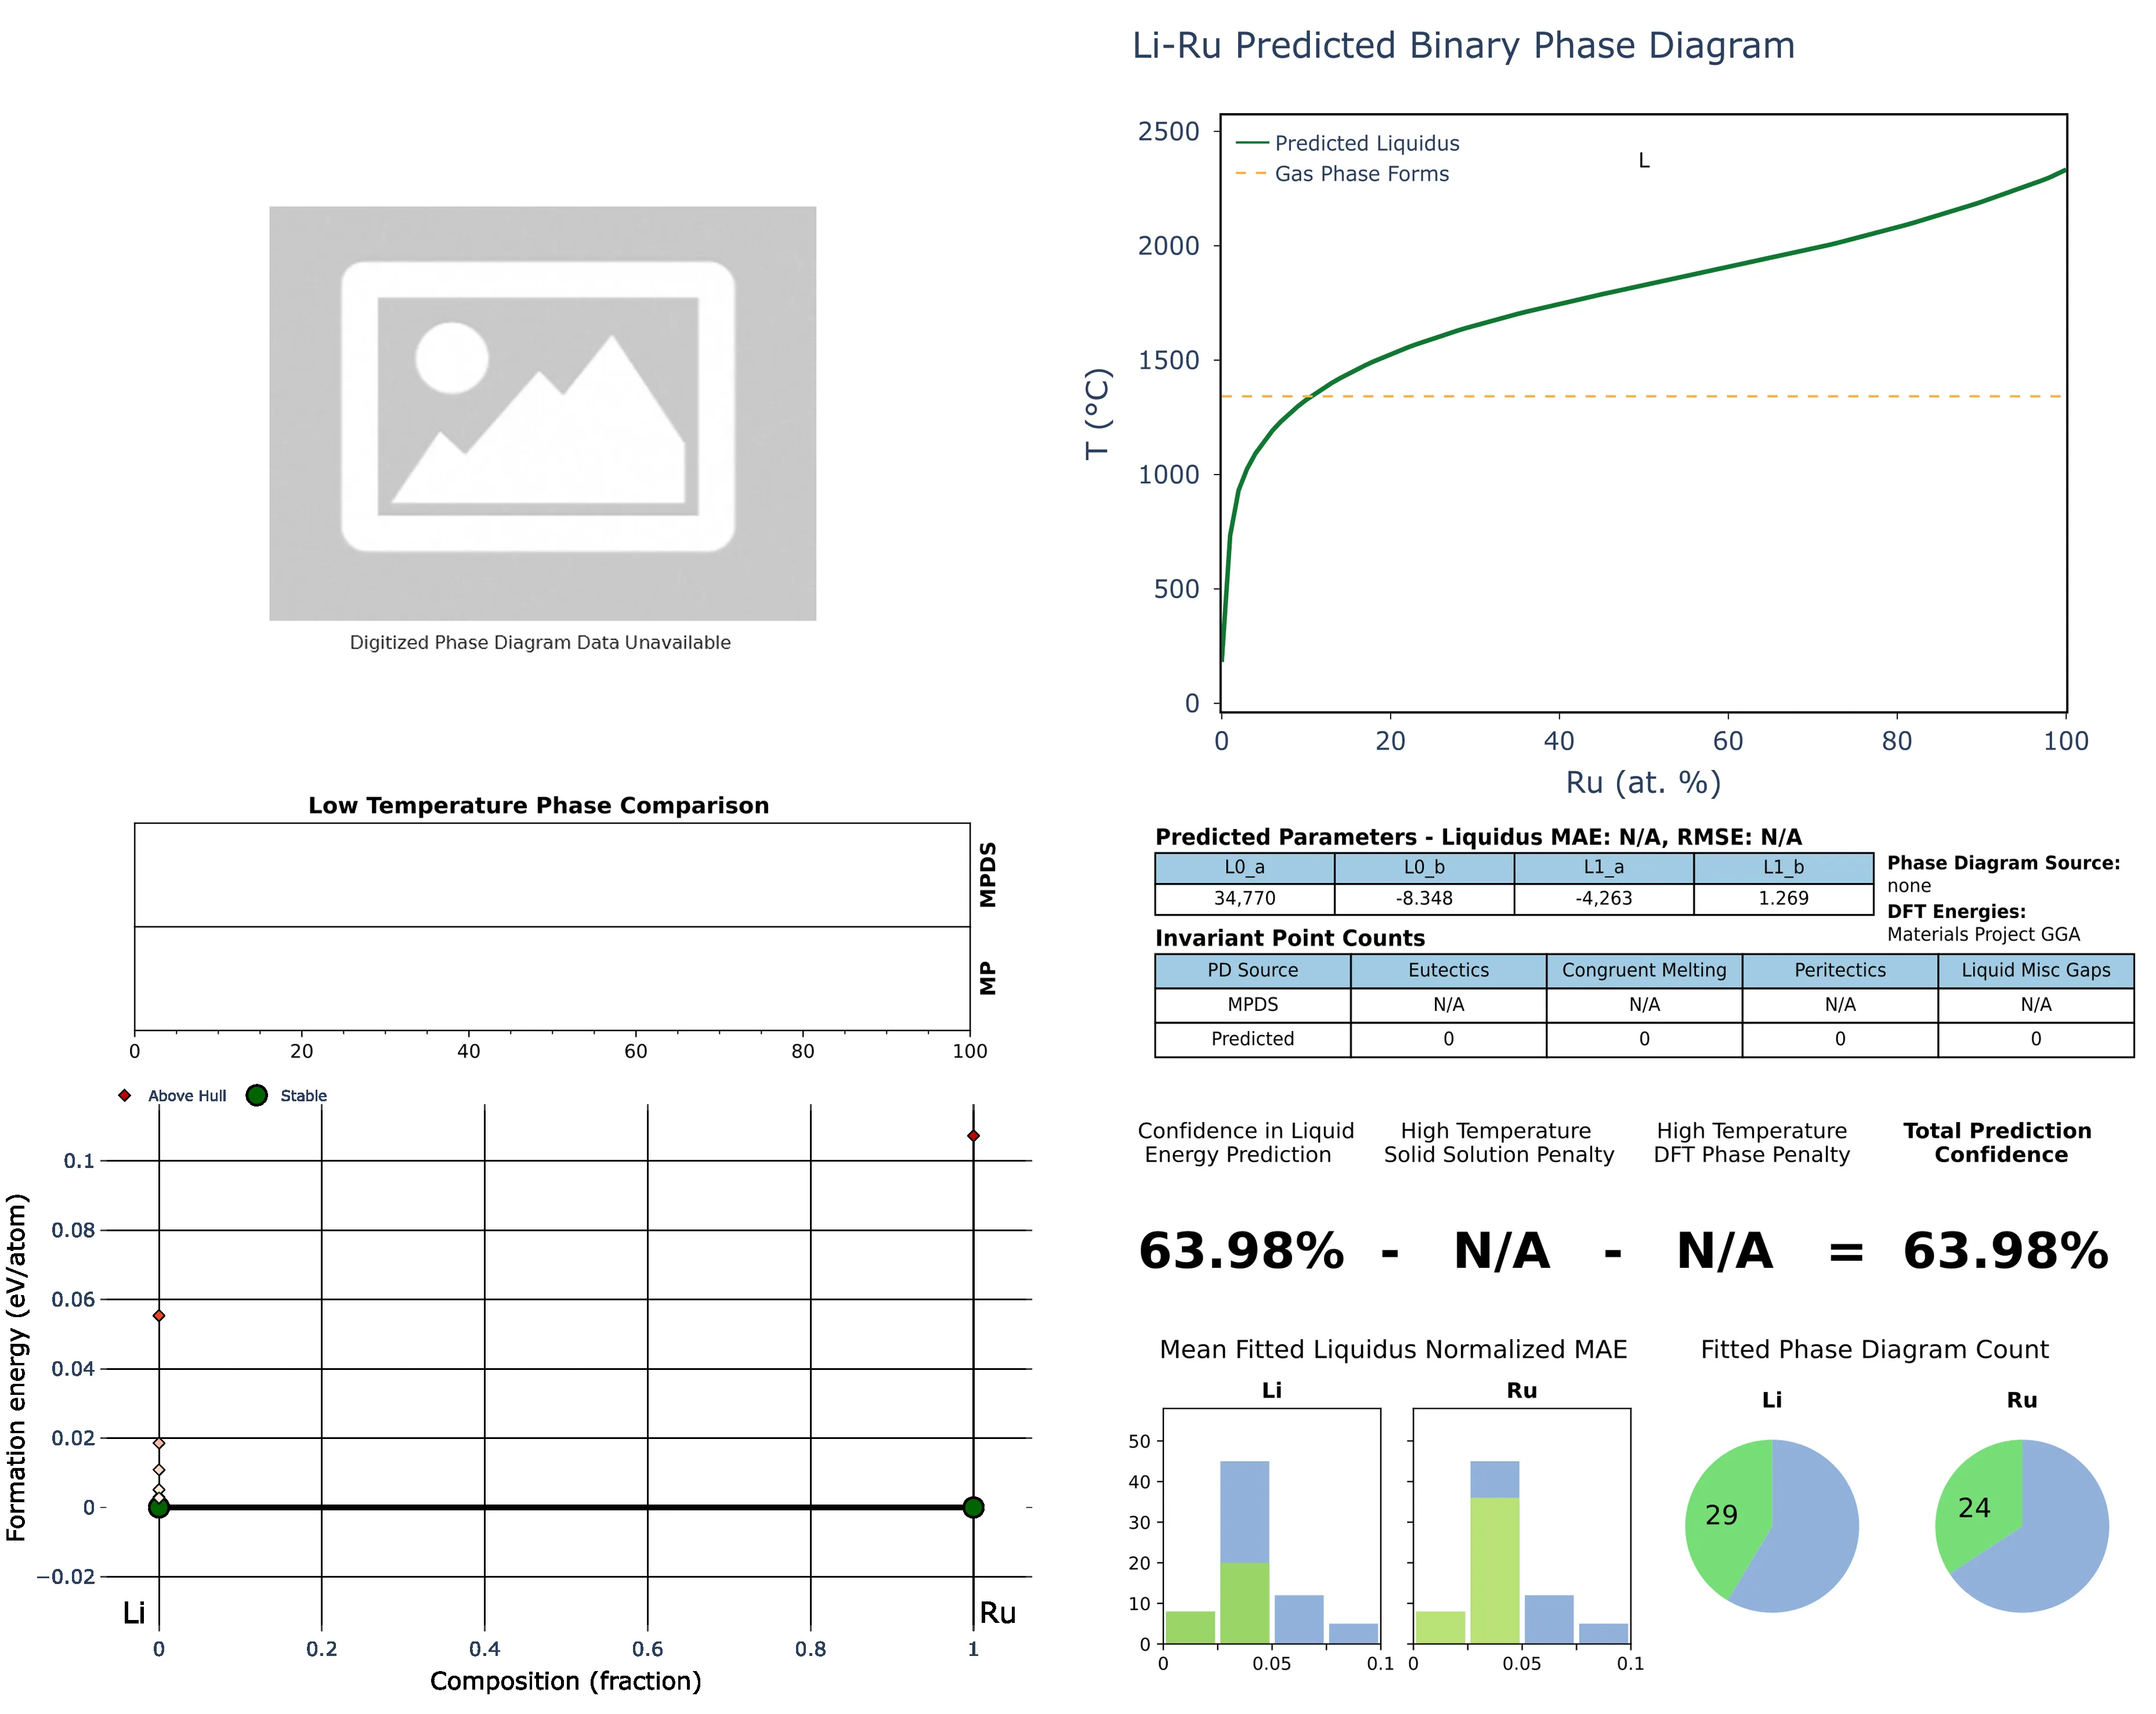 Li-Ru Predicted Binary Phase Diagram
2500
2000
1500
1000
500
0
T (°C)
Predicted Liquidus
Gas Phase Forms
L
0 20 40 60 80 100
Ru (at. %)
Digitized Phase Diagram Data Unavailable
Low Temperature Phase Comparison
MPDS
MP
0 20 40 60 80 100
Predicted Parameters - Liquidus MAE: N/A, RMSE: N/A
L0_a L0_b L1_a L1_b
34,770 -8.348 -4,263 1.269
Phase Diagram Source:
none
DFT Energies:
Materials Project GGA
Invariant Point Counts
PD Source Eutectics Congruent Melting Peritectics Liquid Misc Gaps
MPDS N/A N/A N/A N/A
Predicted 0 0 0 0
Above Hull Stable
0.1
0.08
0.06
0.04
0.02
0
−0.02
Formation energy (eV/atom)
Li Ru
0 0.2 0.4 0.6 0.8 1
Composition (fraction)
Confidence in Liquid
Energy Prediction
High Temperature
Solid Solution Penalty
High Temperature
DFT Phase Penalty
Total Prediction
Confidence
63.98% - N/A - N/A = 63.98%
Mean Fitted Liquidus Normalized MAE
Li Ru
50
40
30
20
10
0
0 0.05 0.1 0 0.05 0.1
Fitted Phase Diagram Count
Li Ru
29 24